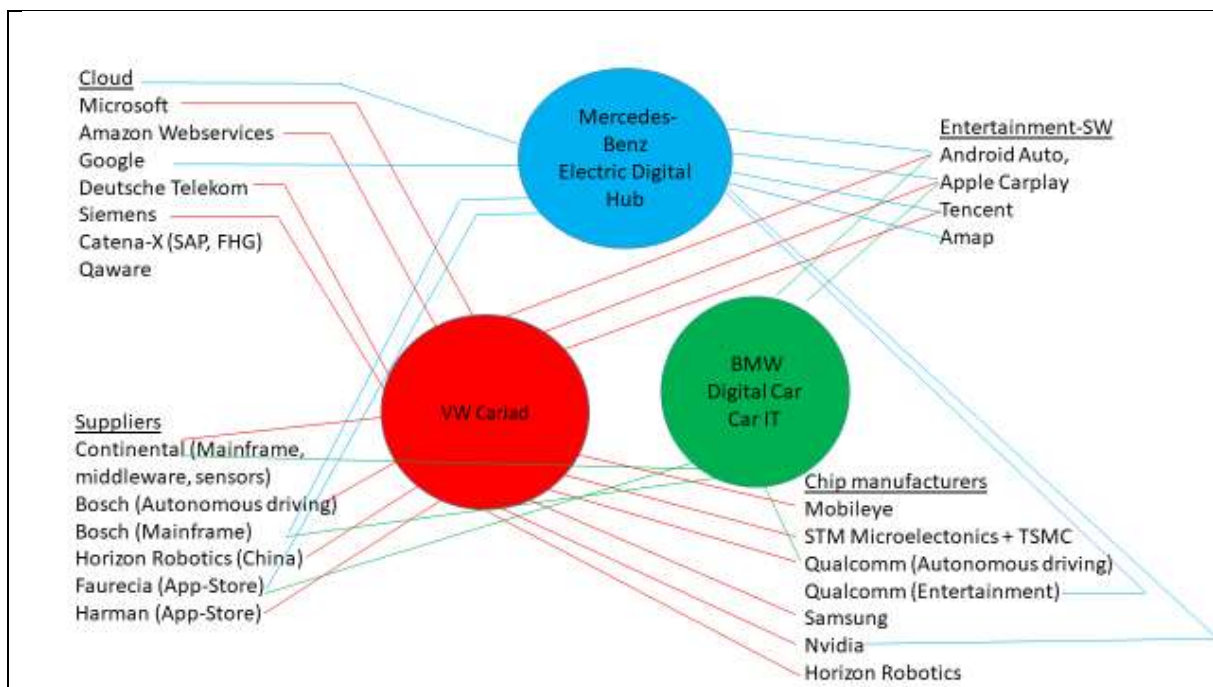 Cloud
Microsoft
Amazon Webservices
Google
Deutsche Telekom
Siemens
Catena-X (SAP, FHG)
Qaware
Mercedes-
Benz
Electric Digital
Hub
Entertainment-SW
Android Auto,
Apple Carplay
Tencent
Amap
VW Cariad
BMW
Digital Car
Car IT
Suppliers
Continental (Mainframe,
middleware, sensors)
Bosch (Autonomous driving)
Bosch (Mainframe)
Horizon Robotics (China)
Faurecia (App-Store)
Harman (App-Store)
Chip manufacturers
Mobileye
STM Microelectonics + TSMC
Qualcomm (Autonomous driving)
Qualcomm (Entertainment)
Samsung
Nvidia
Horizon Robotics